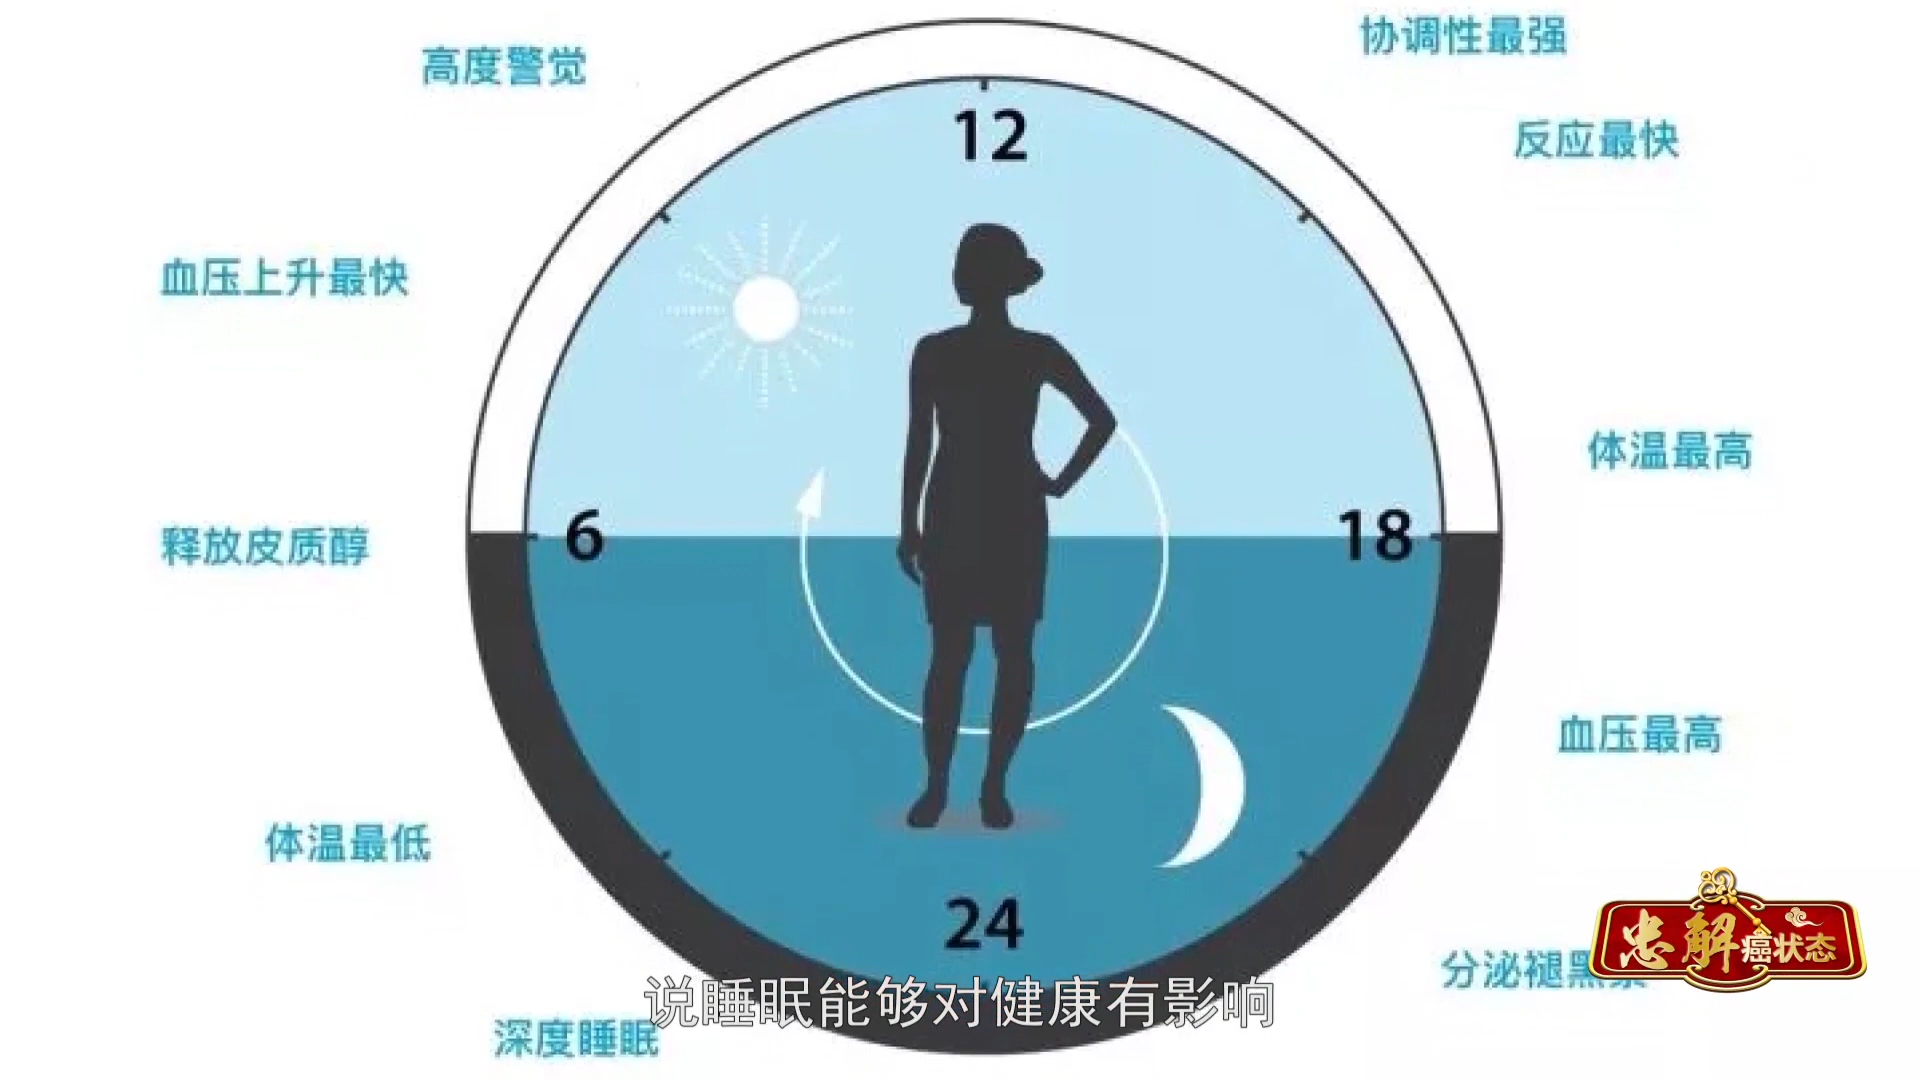 协调性最强
高度警觉
12
反应最快
血压上升最快
体温最高
6
18
释放皮质醇
血压最高
体温最低
24
忠解癌状态
分泌褪黑素
说睡眠能够对健康有影响
深度睡眠